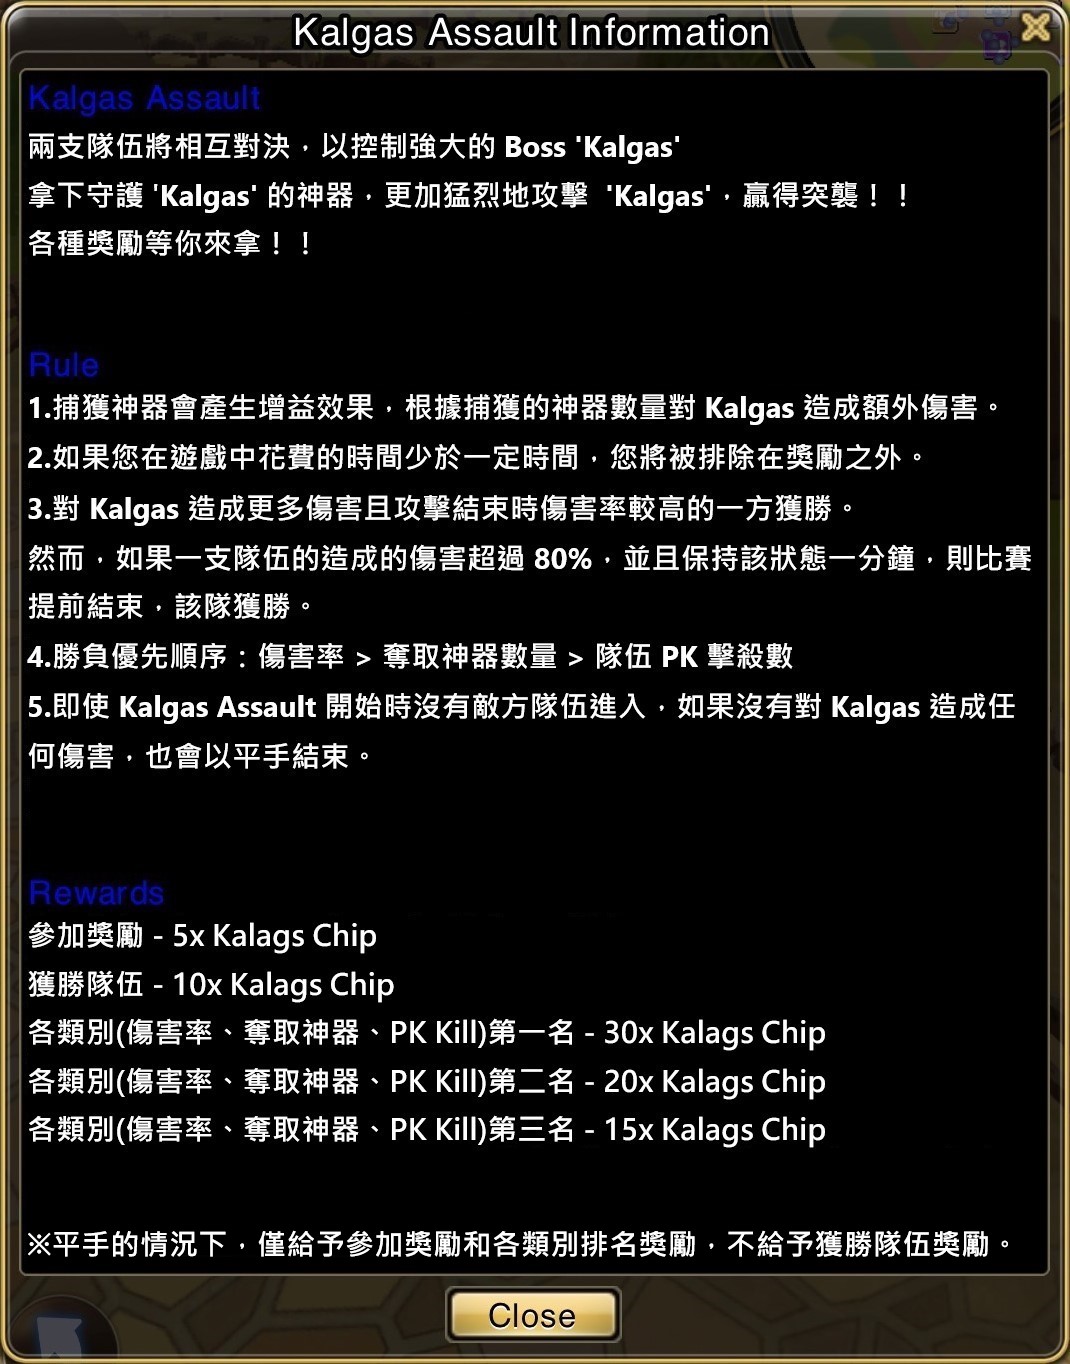 Kalgas Assault Information
Kalgas Assault
兩支隊伍將相互對決，以控制強大的 Boss 'Kalgas'
拿下守護 'Kalgas' 的神器，更加猛烈地攻擊 'Kalgas'，贏得突襲！！
各種獎勵等你來拿！！
Rule
1.捕獲神器會產生增益效果，根據捕獲的神器數量對 Kalgas 造成額外傷害。
2.如果您在遊戲中花費的時間少於一定時間，您將被排除在獎勵之外。
3.對 Kalgas 造成更多傷害且攻擊結束時傷害率較高的一方獲勝。
然而，如果一支隊伍的造成的傷害超過 80%，並且保持該狀態一分鐘，則比賽
提前結束，該隊獲勝。
4.勝負優先順序：傷害率 > 奪取神器數量 > 隊伍 PK 擊殺數
5.即使 Kalgas Assault 開始時沒有敵方隊伍進入，如果沒有對 Kalgas 造成任
何傷害，也會以平手結束。
Rewards
參加獎勵 - 5x Kalags Chip
獲勝隊伍 - 10x Kalags Chip
各類別(傷害率、奪取神器、PK Kill)第一名 - 30x Kalags Chip
各類別(傷害率、奪取神器、PK Kill)第二名 - 20x Kalags Chip
各類別(傷害率、奪取神器、PK Kill)第三名 - 15x Kalags Chip
※平手的情況下，僅給予參加獎勵和各類別排名獎勵，不給予獲勝隊伍獎勵。
Close